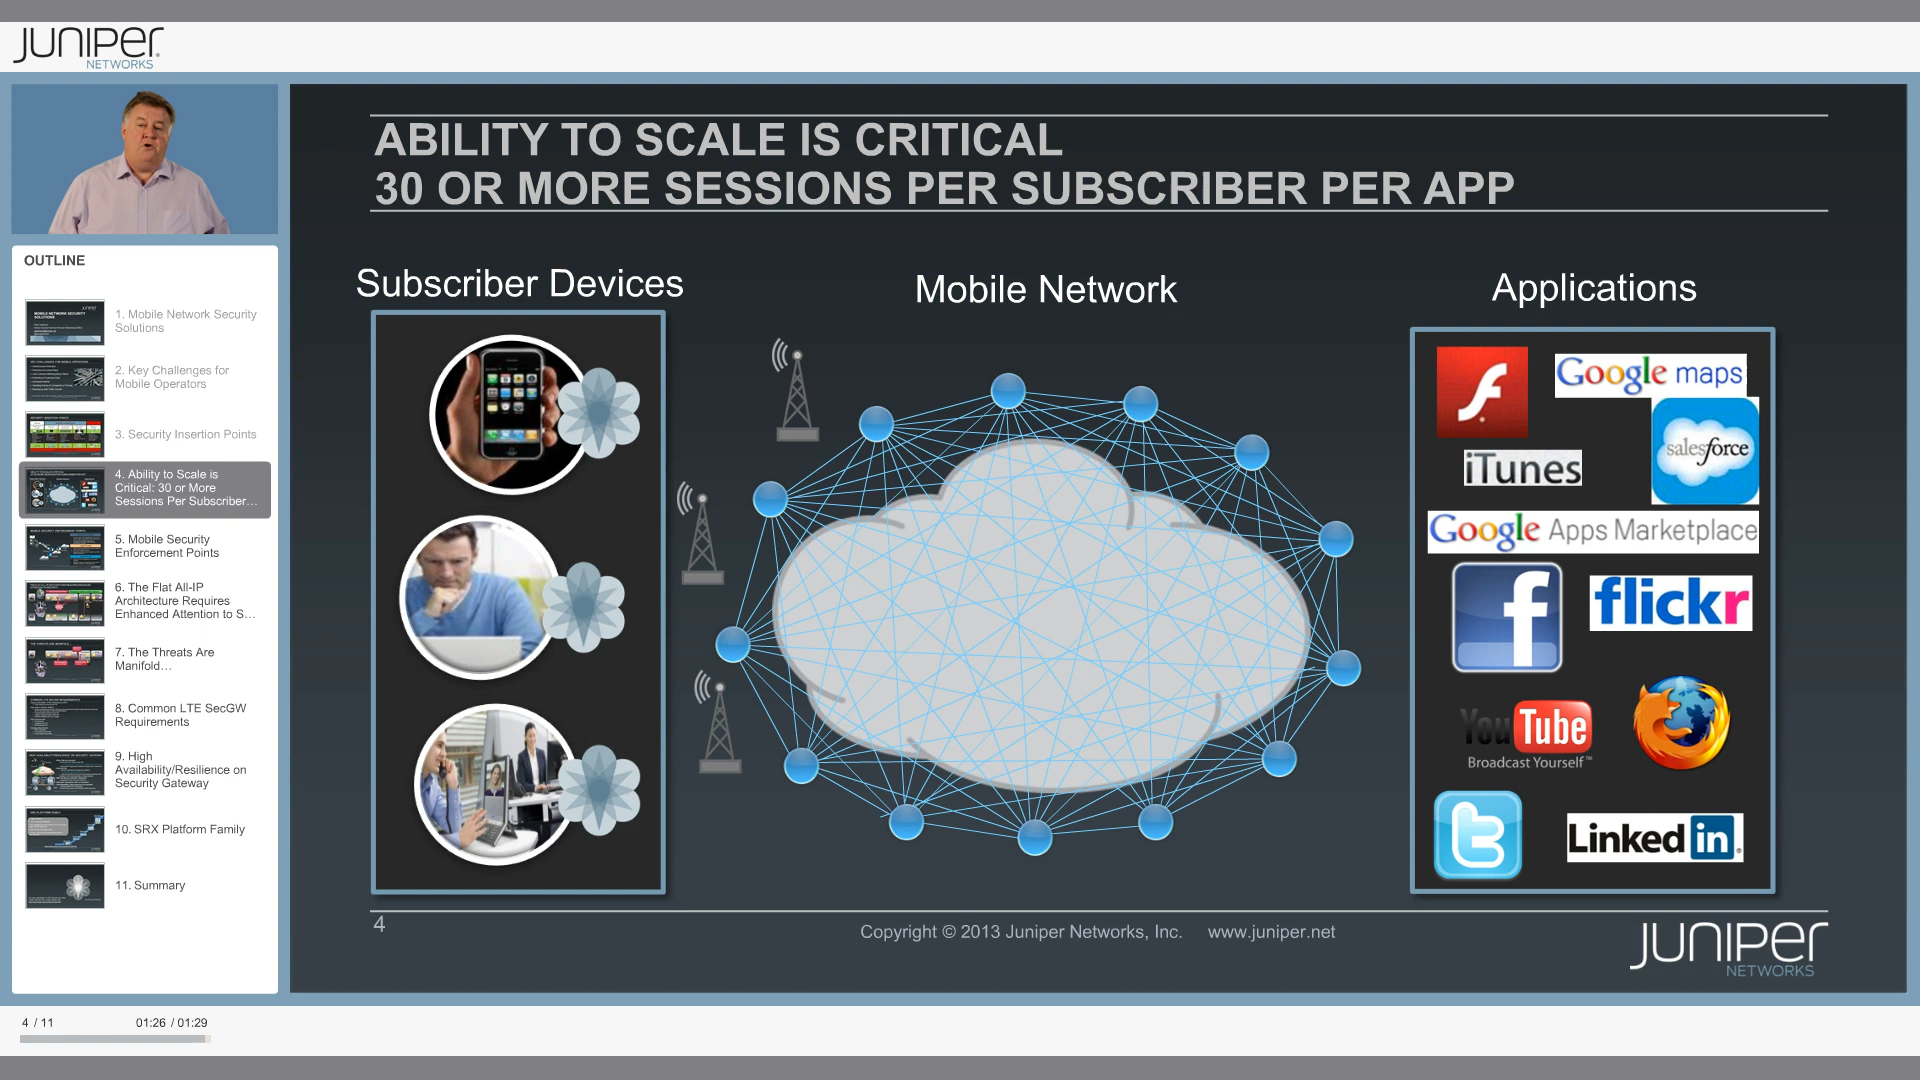 JUNIPER
NETWORKS
OUTLINE
1. Mobile Network Security
Solutions
2. Key Challenges for
Mobile Operators
3. Security Insertion Points
4. Ability to Scale is
Critical: 30 or More
Sessions Per Subscriber…
5. Mobile Security
Enforcement Points
6. The Flat All-IP
Architecture Requires
Enhanced Attention to S…
7. The Threats Are
Manifold…
8. Common LTE SecGW
Requirements
9. High
Availability/Resilience on
Security Gateway
10. SRX Platform Family
11. Summary
4 / 11 01:26 / 01:29
ABILITY TO SCALE IS CRITICAL
30 OR MORE SESSIONS PER SUBSCRIBER PER APP
Subscriber Devices
Mobile Network
Applications
Google maps
salesforce
iTunes
Google Apps Marketplace
flickr
YouTube
Broadcast Yourself™
LinkedIn
4
Copyright © 2013 Juniper Networks, Inc. www.juniper.net
JUNIPER
NETWORKS